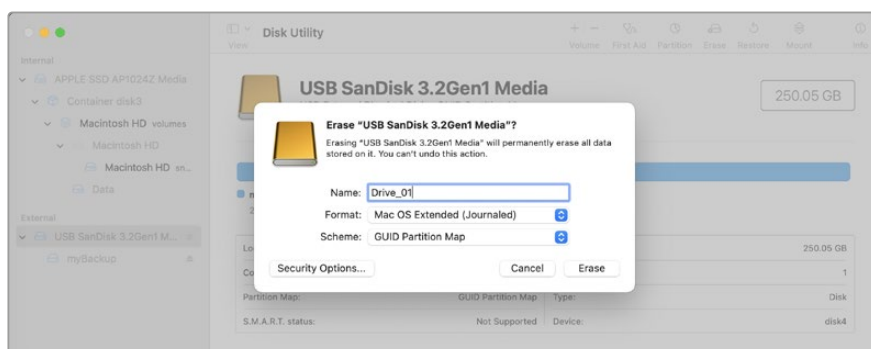 Disk Utility
View
Volume First Aid Partition Erase Restore Mount Info
Internal
APPLE SSD AP1024Z Media
Container disk3
Macintosh HD volumes
Macintosh HD
Macintosh HD sn...
Data
External
USB SanDisk 3.2Gen1 M...
myBackup
USB SanDisk 3.2Gen1 Media
250.05 GB
Erase “USB SanDisk 3.2Gen1 Media”?
Erasing “USB SanDisk 3.2Gen1 Media” will permanently erase all data
stored on it. You can’t undo this action.
Name: Drive_01
Format: Mac OS Extended (Journaled)
Scheme: GUID Partition Map
Security Options... Cancel Erase
250.05 GB
1
Partition Map: GUID Partition Map Type: Disk
S.M.A.R.T. status: Not Supported Device: disk4